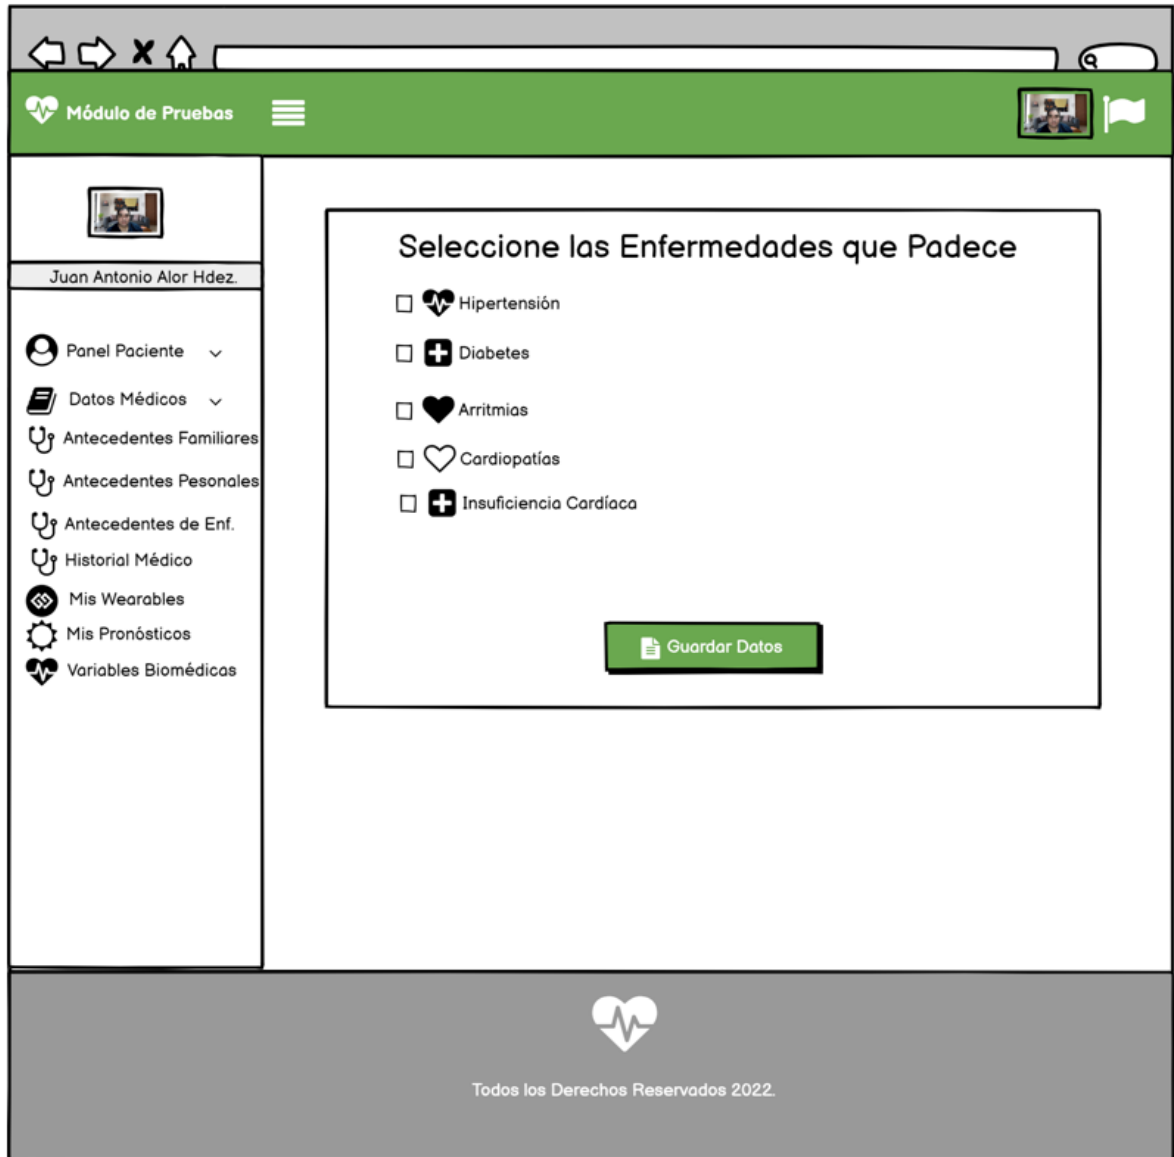 Módulo de Pruebas
Juan Antonio Alor Hdez.
Panel Paciente
Datos Médicos
Antecedentes Familiares
Antecedentes Pesonales
Antecedentes de Enf.
Historial Médico
Mis Wearables
Mis Pronósticos
Variables Biomédicas
Seleccione las Enfermedades que Padece
Hipertensión
Diabetes
Arritmias
Cardiopatías
Insuficiencia Cardíaca
Guardar Datos
Todos los Derechos Reservados 2022.